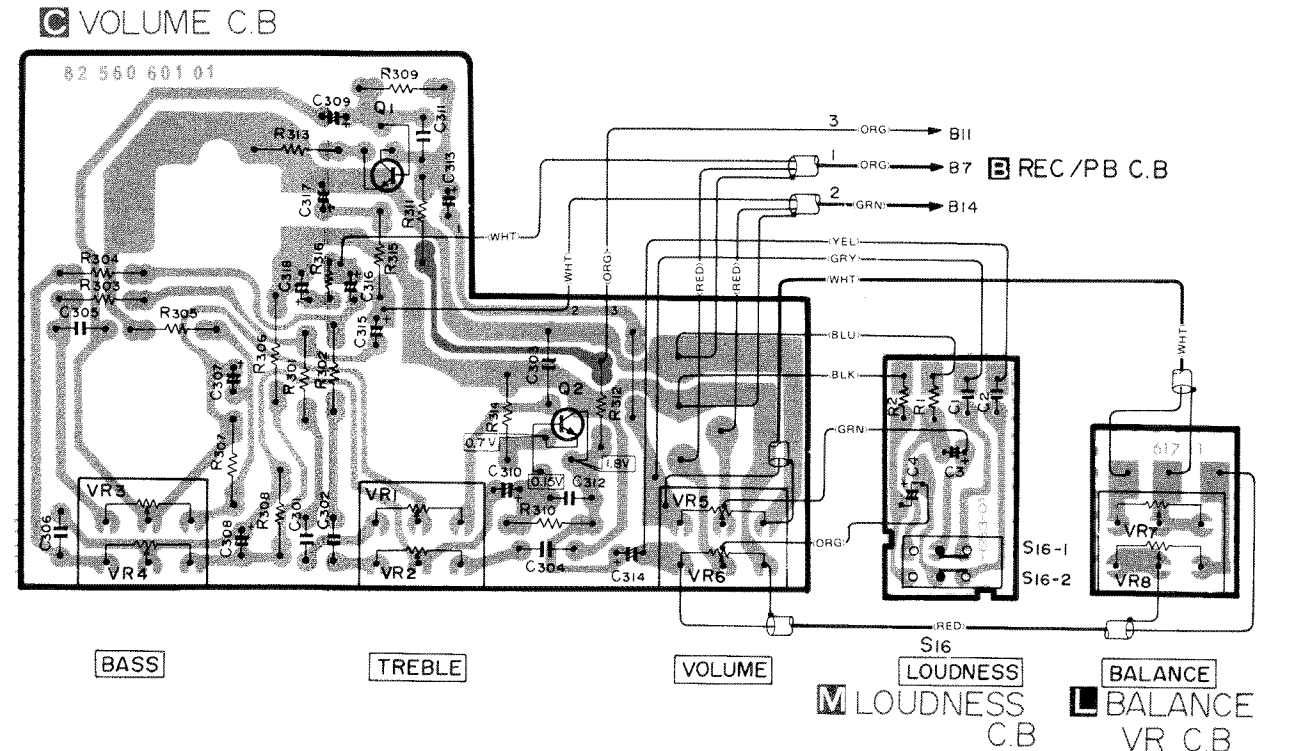 C VOLUME C.B
82 560 601 01
R309
C309
Q1
C311
R313
C313
C317
R311
R304
R303
C305
R305
C318
R316
C316
R315
C315
R306
R301
R302
C307
R307
C303
Q2
R314
R312
0.7V
1.8V
0.15V
C310
C312
R310
C304
C314
R308
C301
C302
C306
C308
VR3
VR4
VR1
VR2
VR5
VR6
2
3
(WHT)
(WHT)
(ORG)
(RED)
(RED)
3
(ORG)
B11
1
(ORG)
B7
B REC/PB C.B
2
(GRN)
B14
(YEL)
(GRY)
(WHT)
(BLU)
(BLK)
(GRN)
(ORG)
(WHT)
(RED)
R2
R1
C1
C2
C4
C3
S16-1
S16-2
VR7
VR8
S16
BASS
TREBLE
VOLUME
LOUDNESS
BALANCE
M LOUDNESS
C.B
L BALANCE
VR C.B